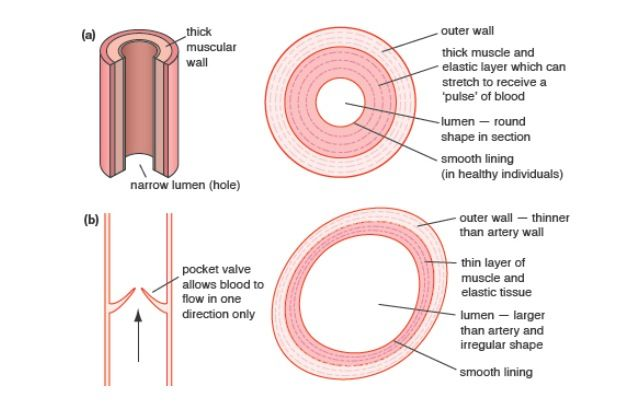 (a)
thick
muscular
wall
narrow lumen (hole)
outer wall
thick muscle and
elastic layer which can
stretch to receive a
'pulse' of blood
lumen — round
shape in section
smooth lining
(in healthy individuals)
(b)
pocket valve
allows blood to
flow in one
direction only
outer wall — thinner
than artery wall
thin layer of
muscle and
elastic tissue
lumen — larger
than artery and
irregular shape
smooth lining